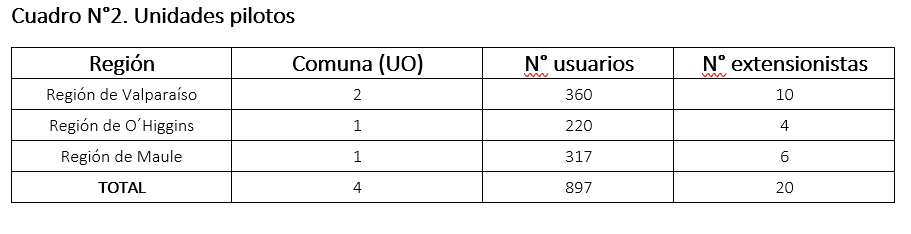 Cuadro N°2. Unidades pilotos
Región Comuna (UO) N° usuarios N° extensionistas
Región de Valparaíso 2 360 10
Región de O´Higgins 1 220 4
Región de Maule 1 317 6
TOTAL 4 897 20